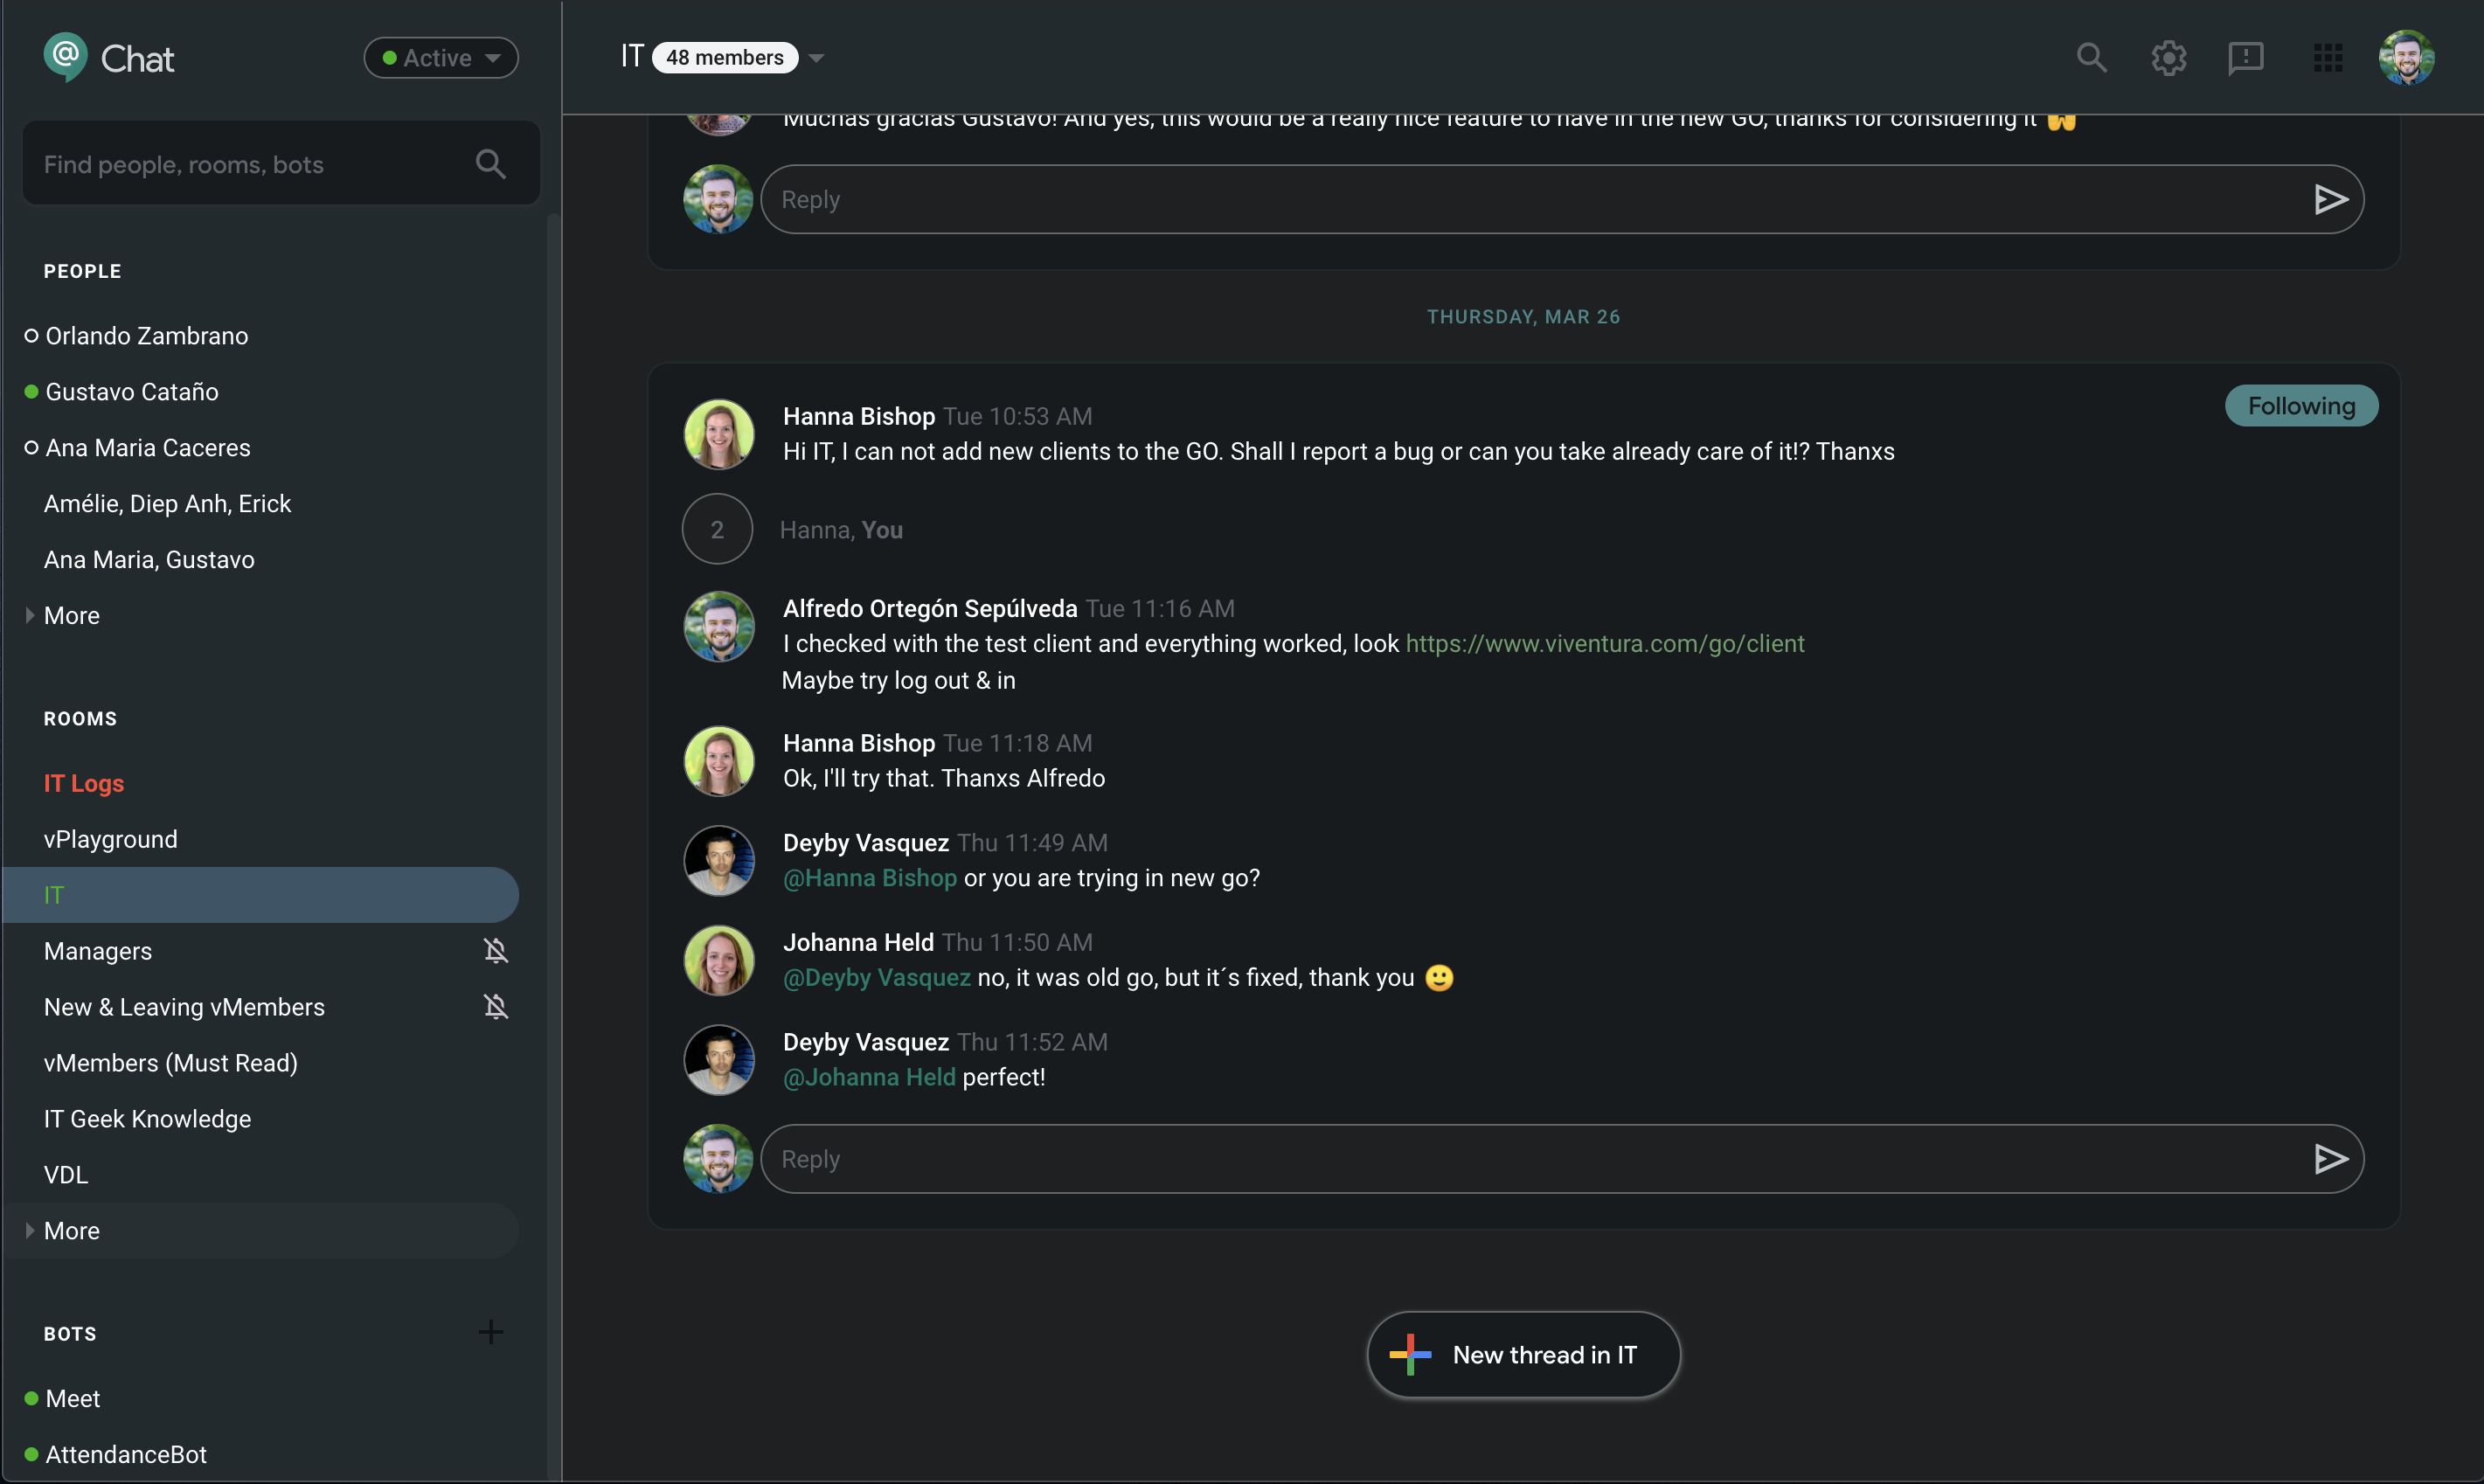 Chat
Active
Find people, rooms, bots
PEOPLE
Orlando Zambrano
Gustavo Cataño
Ana Maria Caceres
Amélie, Diep Anh, Erick
Ana Maria, Gustavo
More
ROOMS
IT Logs
vPlayground
IT
Managers
New & Leaving vMembers
vMembers (Must Read)
IT Geek Knowledge
VDL
More
BOTS
Meet
AttendanceBot
IT 48 members
Muchas gracias Gustavo! And yes, this would be a really nice feature to have in the new GO, thanks for considering it
Reply
THURSDAY, MAR 26
Following
Hanna Bishop Tue 10:53 AM
Hi IT, I can not add new clients to the GO. Shall I report a bug or can you take already care of it!? Thanxs
2 Hanna, You
Alfredo Ortegón Sepúlveda Tue 11:16 AM
I checked with the test client and everything worked, look https://www.viventura.com/go/client
Maybe try log out & in
Hanna Bishop Tue 11:18 AM
Ok, I'll try that. Thanxs Alfredo
Deyby Vasquez Thu 11:49 AM
@Hanna Bishop or you are trying in new go?
Johanna Held Thu 11:50 AM
@Deyby Vasquez no, it was old go, but it´s fixed, thank you 🙂
Deyby Vasquez Thu 11:52 AM
@Johanna Held perfect!
Reply
New thread in IT